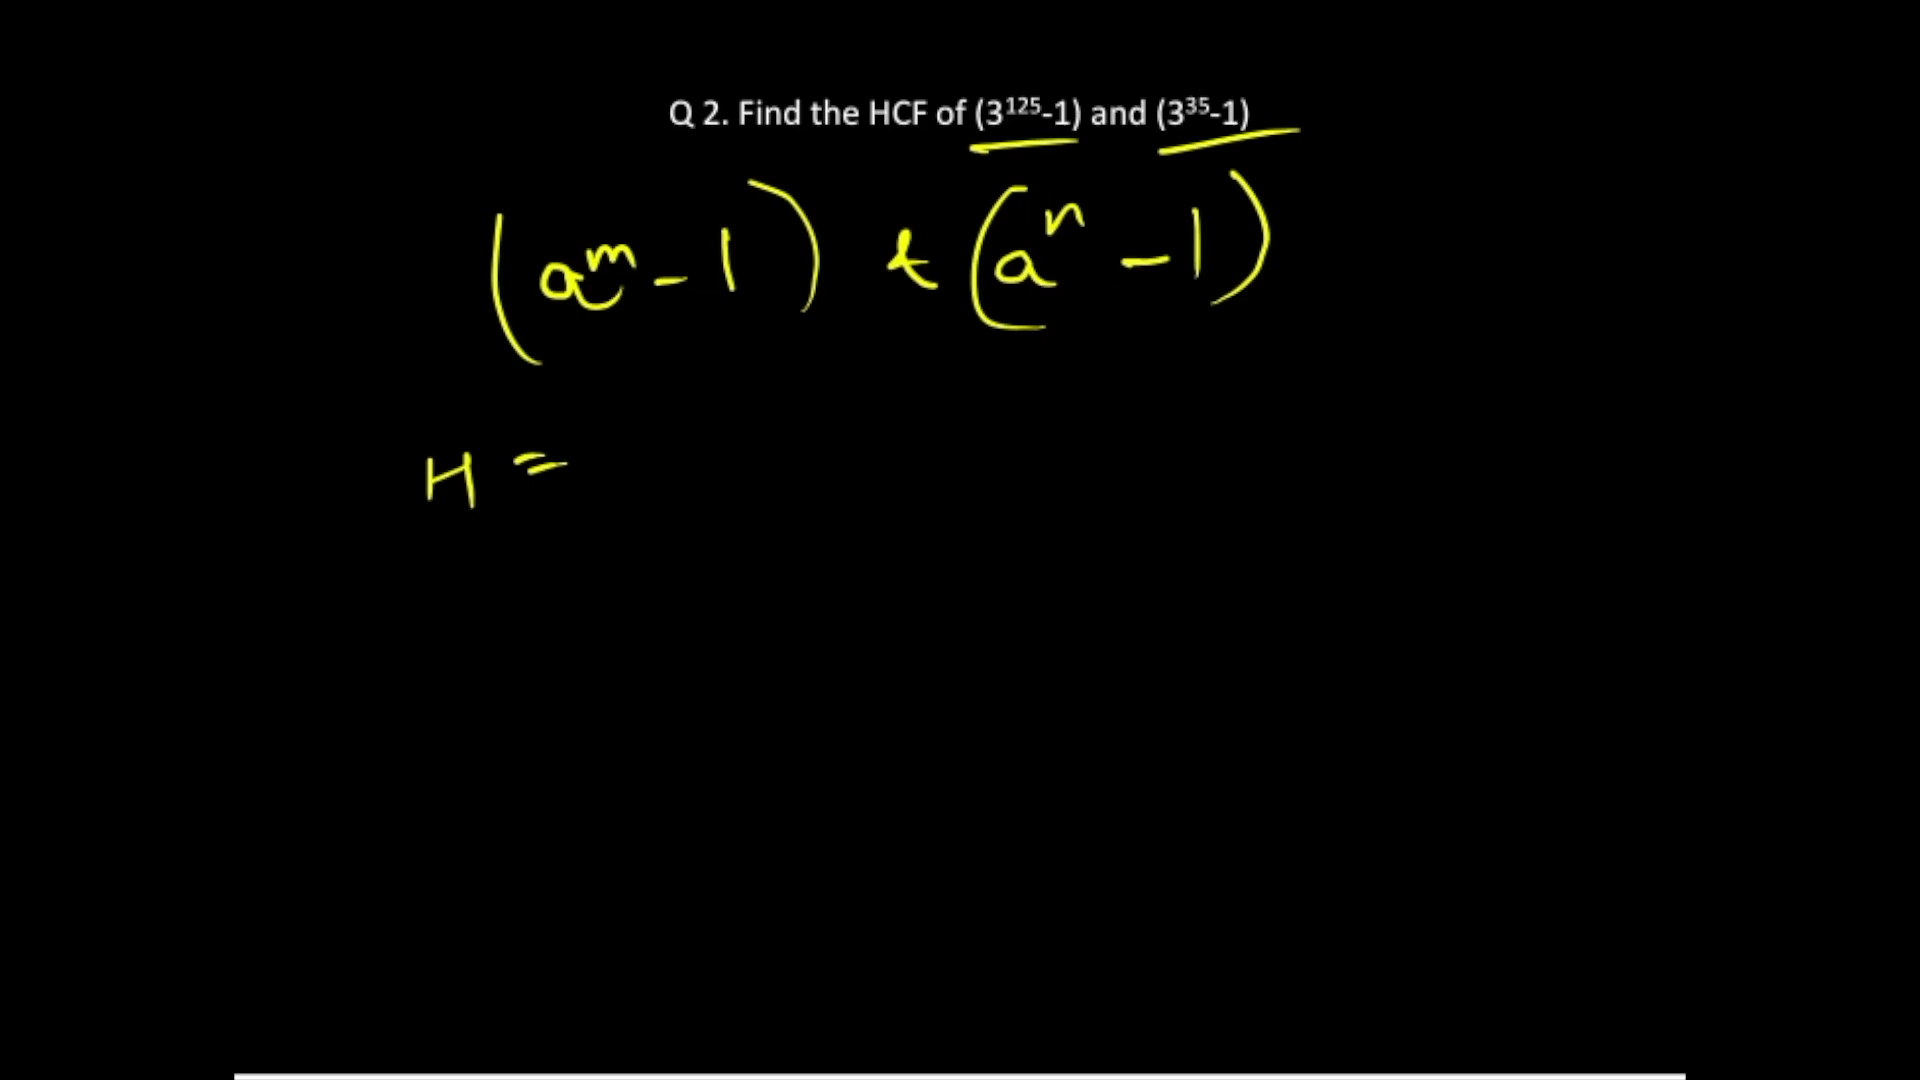 Q 2. Find the HCF of (3¹²⁵-1) and (3³⁵-1)
(aᵐ - 1) & (aⁿ - 1)
H =